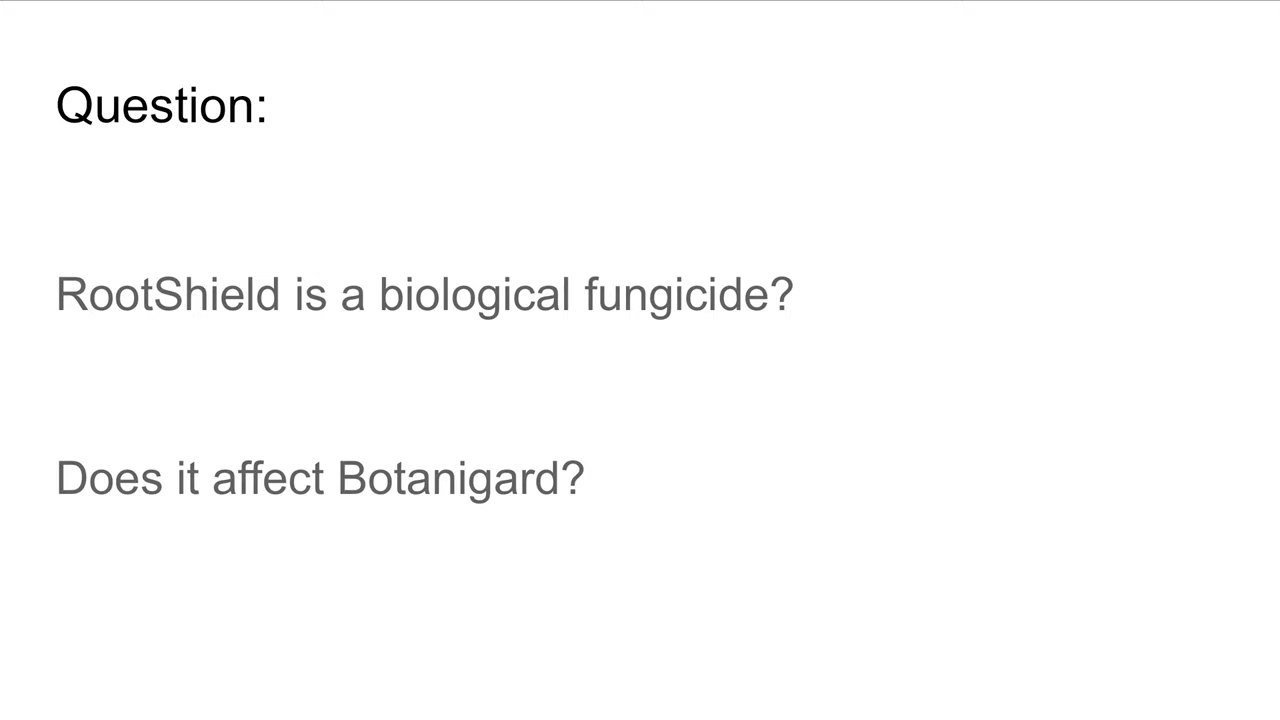 Question:
RootShield is a biological fungicide?
Does it affect Botanigard?